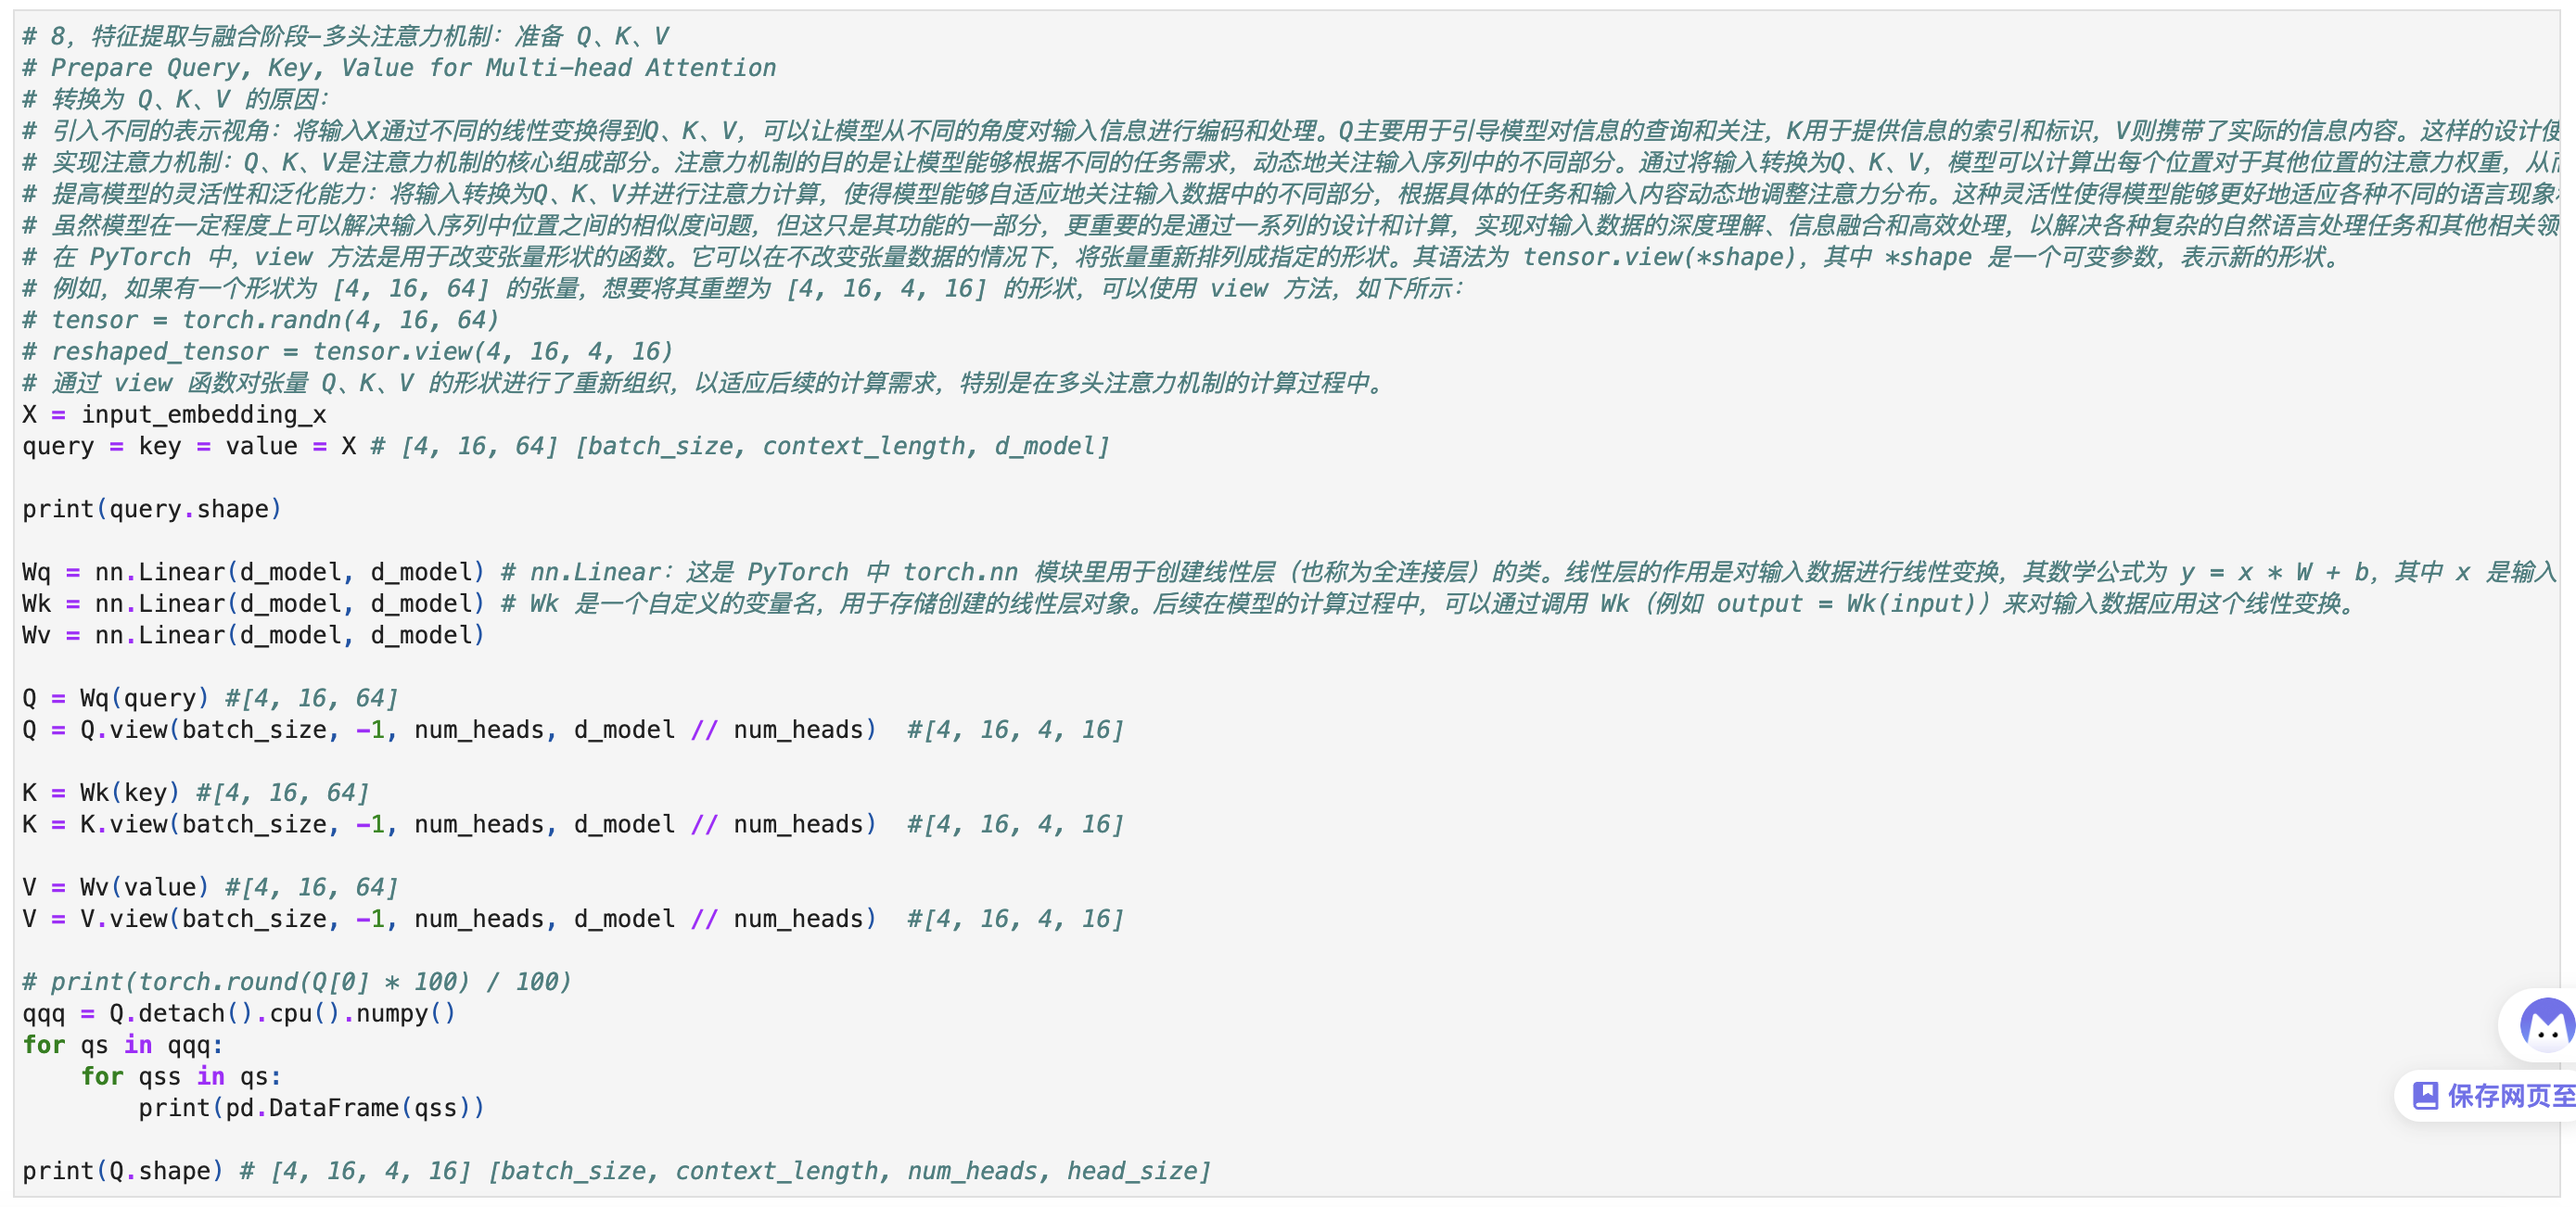 # 8, 特征提取与融合阶段-多头注意力机制：准备 Q、K、V
# Prepare Query, Key, Value for Multi-head Attention
# 转换为 Q、K、V 的原因：
# 引入不同的表示视角：将输入X通过不同的线性变换得到Q、K、V，可以让模型从不同的角度对输入信息进行编码和处理。Q主要用于引导模型对信息的查询和关注，K用于提供信息的索引和标识，V则携带了实际的信息内容。这样的设计使
# 实现注意力机制：Q、K、V是注意力机制的核心组成部分。注意力机制的目的是让模型能够根据不同的任务需求，动态地关注输入序列中的不同部分。通过将输入转换为Q、K、V，模型可以计算出每个位置对于其他位置的注意力权重，从
# 提高模型的灵活性和泛化能力：将输入转换为Q、K、V并进行注意力计算，使得模型能够自适应地关注输入数据中的不同部分，根据具体的任务和输入内容动态地调整注意力分布。这种灵活性使得模型能够更好地适应各种不同的语言现象
# 虽然模型在一定程度上可以解决输入序列中位置之间的相似度问题，但这只是其功能的一部分，更重要的是通过一系列的设计和计算，实现对输入数据的深度理解、信息融合和高效处理，以解决各种复杂的自然语言处理任务和其他相关领
# 在 PyTorch 中，view 方法是用于改变张量形状的函数。它可以在不改变张量数据的情况下，将张量重新排列成指定的形状。其语法为 tensor.view(*shape)，其中 *shape 是一个可变参数，表示新的形状。
# 例如，如果有一个形状为 [4, 16, 64] 的张量，想要将其重塑为 [4, 16, 4, 16] 的形状，可以使用 view 方法，如下所示：
# tensor = torch.randn(4, 16, 64)
# reshaped_tensor = tensor.view(4, 16, 4, 16)
# 通过 view 函数对张量 Q、K、V 的形状进行了重新组织，以适应后续的计算需求，特别是在多头注意力机制的计算过程中。
X = input_embedding_x
query = key = value = X # [4, 16, 64] [batch_size, context_length, d_model]
print(query.shape)
Wq = nn.Linear(d_model, d_model) # nn.Linear：这是 PyTorch 中 torch.nn 模块里用于创建线性层（也称为全连接层）的类。线性层的作用是对输入数据进行线性变换，其数学公式为 y = x * W + b，其中 x 是输入
Wk = nn.Linear(d_model, d_model) # Wk 是一个自定义的变量名，用于存储创建的线性层对象。后续在模型的计算过程中，可以通过调用 Wk（例如 output = Wk(input)）来对输入数据应用这个线性变换。
Wv = nn.Linear(d_model, d_model)
Q = Wq(query) #[4, 16, 64]
Q = Q.view(batch_size, -1, num_heads, d_model // num_heads)  #[4, 16, 4, 16]
K = Wk(key) #[4, 16, 64]
K = K.view(batch_size, -1, num_heads, d_model // num_heads)  #[4, 16, 4, 16]
V = Wv(value) #[4, 16, 64]
V = V.view(batch_size, -1, num_heads, d_model // num_heads)  #[4, 16, 4, 16]
# print(torch.round(Q[0] * 100) / 100)
qqq = Q.detach().cpu().numpy()
for qs in qqq:
    for qss in qs:
        print(pd.DataFrame(qss))
保存网页至
print(Q.shape) # [4, 16, 4, 16] [batch_size, context_length, num_heads, head_size]